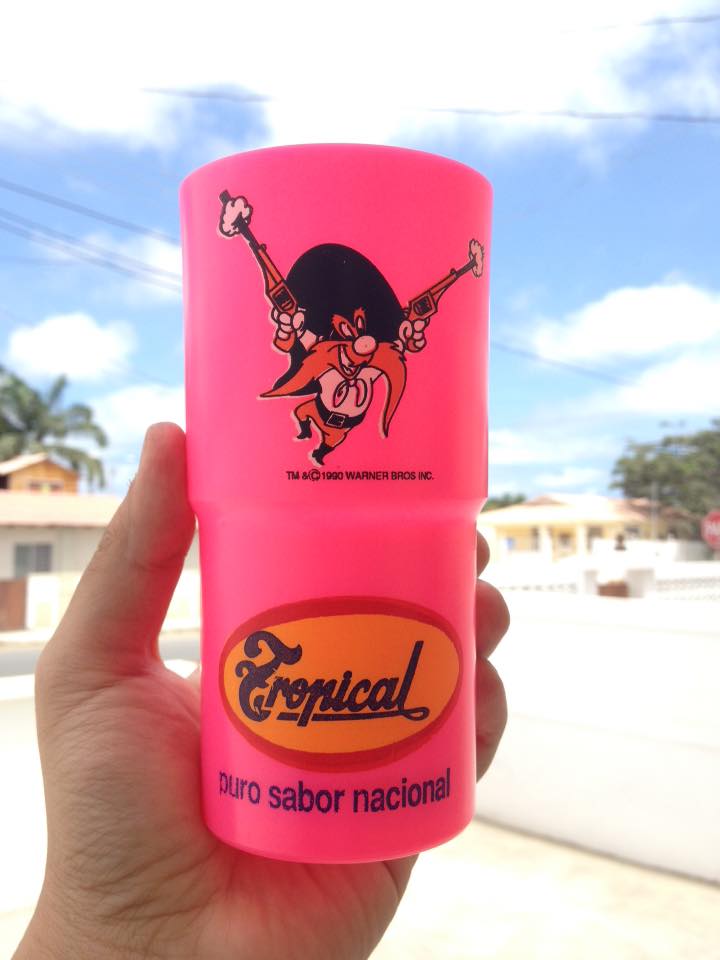 TM & © 1990 WARNER BROS INC.
Tropical
puro sabor nacional